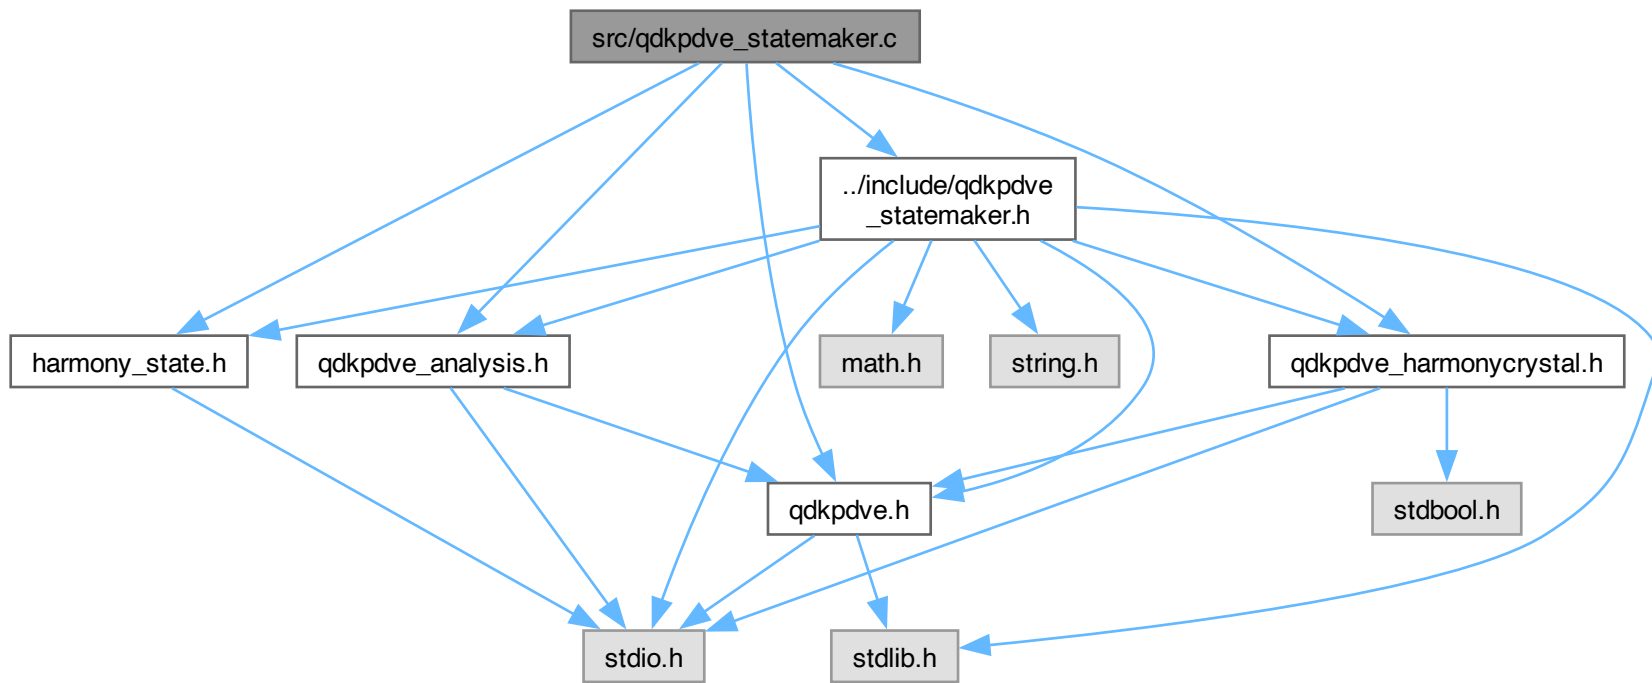 src/qdkpdve_statemaker.c
../include/qdkpdve
_statemaker.h
harmony_state.h
qdkpdve_analysis.h
math.h
string.h
qdkpdve_harmonycrystal.h
qdkpdve.h
stdbool.h
stdio.h
stdlib.h